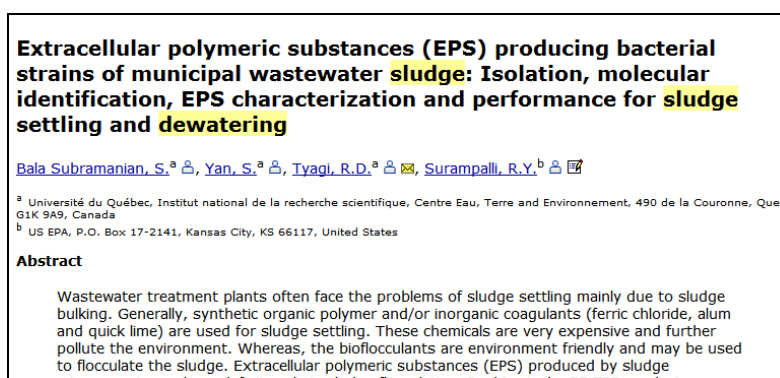 Extracellular polymeric substances (EPS) producing bacterial
strains of municipal wastewater sludge: Isolation, molecular
identification, EPS characterization and performance for sludge
settling and dewatering
Bala Subramanian, S.a, Yan, S.a, Tyagi, R.D.a, Surampalli, R.Y.b
a Université du Québec, Institut national de la recherche scientifique, Centre Eau, Terre and Environnement, 490 de la Couronne, Que
G1K 9A9, Canada
b US EPA, P.O. Box 17-2141, Kansas City, KS 66117, United States
Abstract
Wastewater treatment plants often face the problems of sludge settling mainly due to sludge
bulking. Generally, synthetic organic polymer and/or inorganic coagulants (ferric chloride, alum
and quick lime) are used for sludge settling. These chemicals are very expensive and further
pollute the environment. Whereas, the bioflocculants are environment friendly and may be used
to flocculate the sludge. Extracellular polymeric substances (EPS) produced by sludge